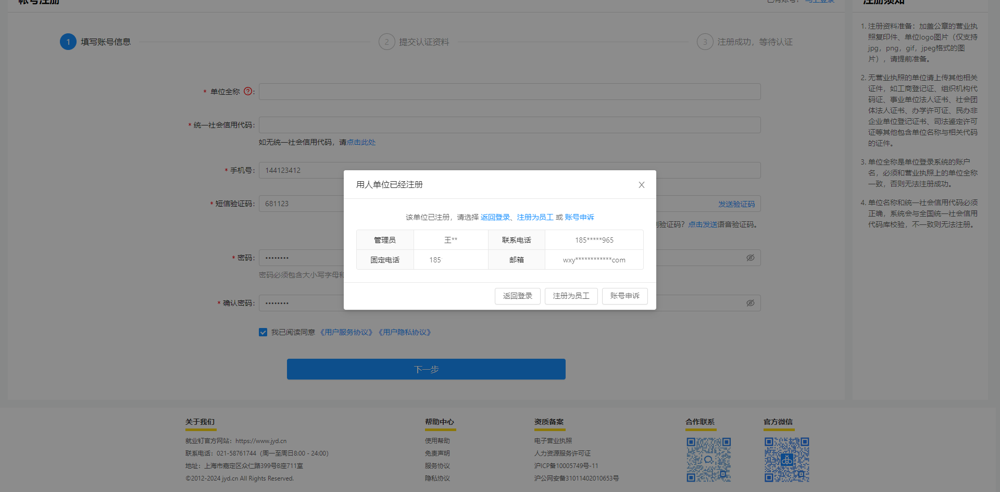 帐号注册
已有账号？ 马上登录
注册须知
1 填写账号信息
2 提交认证资料
3 注册成功，等待认证
* 单位全称 ?:
* 统一社会信用代码:
如无统一社会信用代码，请点击此处
* 手机号: 144123412
* 短信验证码: 681123 发送验证码
到验证码？点击发送语音验证码。
* 密码: ••••••••
密码必须包含大小写字母和
* 确认密码: ••••••••
我已阅读同意 《用户服务协议》《用户隐私协议》
下一步
用人单位已经注册
该单位已注册，请选择 返回登录、注册为员工 或 账号申诉
管理员 王** 联系电话 185*****965
固定电话 185 邮箱 wxy************com
返回登录 注册为员工 账号申诉
1. 注册资料准备：加盖公章的营业执
照复印件、单位logo图片（仅支持
jpg，png，gif，jpeg格式的图
片），请提前准备。
2. 无营业执照的单位请上传其他相关
证件，如工商登记证、组织机构代
码证、事业单位法人证书、社会团
体法人证书、办学许可证、民办非
企业单位登记证书、司法鉴定许可
证等其他包含单位名称与相关代码
的证件。
3. 单位全称是单位登录系统的账户
名，必须和营业执照上的单位全称
一致，否则无法注册成功。
4. 单位名称和统一社会信用代码必须
正确，系统会与全国统一社会信用
代码库校验，不一致则无法注册。
关于我们
就业钉官方网站：https://www.jyd.cn
联系电话：021-58761744（周一至周日8:00 - 24:00）
地址：上海市嘉定区众仁路399号B座711室
©2012-2024 jyd.cn All Rights Reserved.
帮助中心
使用帮助
免责声明
服务协议
隐私协议
资质备案
电子营业执照
人力资源服务许可证
沪ICP备10005749号-11
沪公网安备31011402010653号
合作联系
官方微信